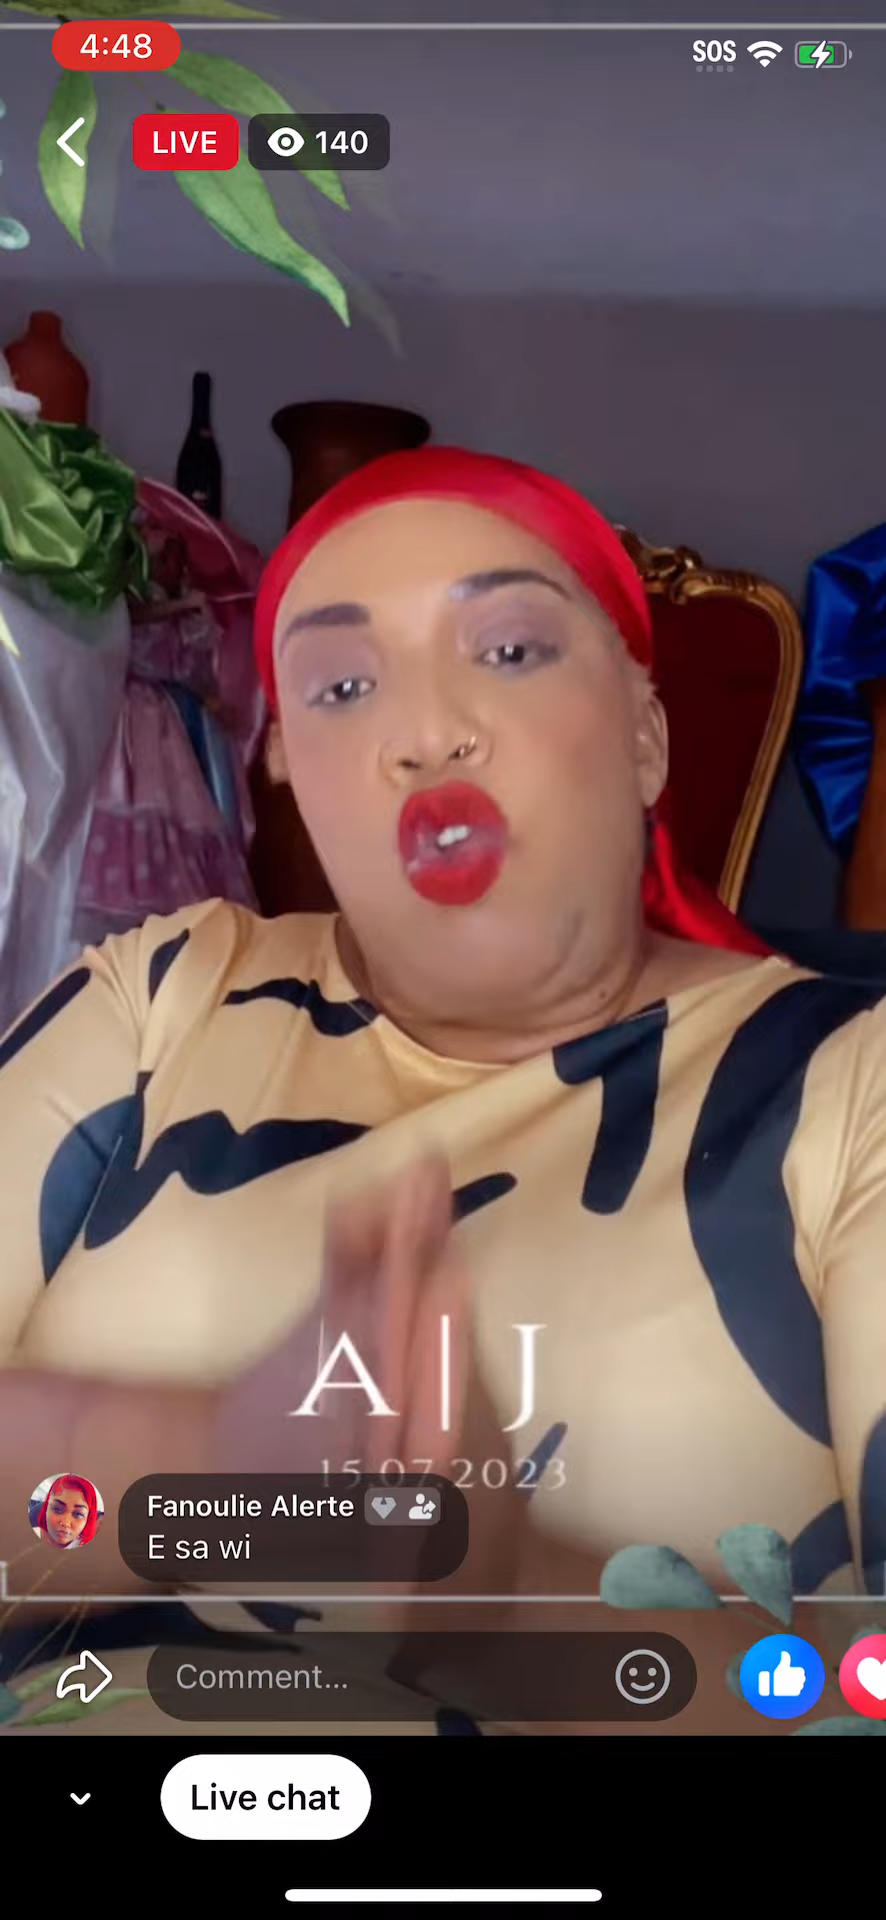 4:48
SOS
LIVE
140
A | J
15.07.2023
Fanoulie Alerte
E sa wi
Comment...
Live chat